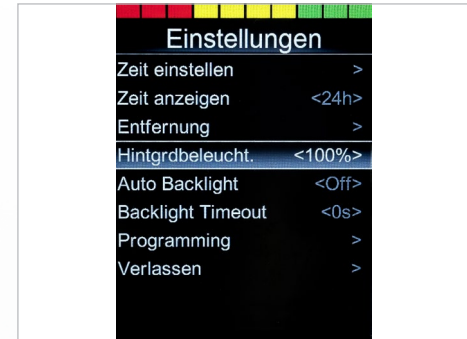 Einstellungen
Zeit einstellen >
Zeit anzeigen <24h>
Entfernung >
Hintgrdbeleucht. <100%>
Auto Backlight <Off>
Backlight Timeout <0s>
Programming >
Verlassen >